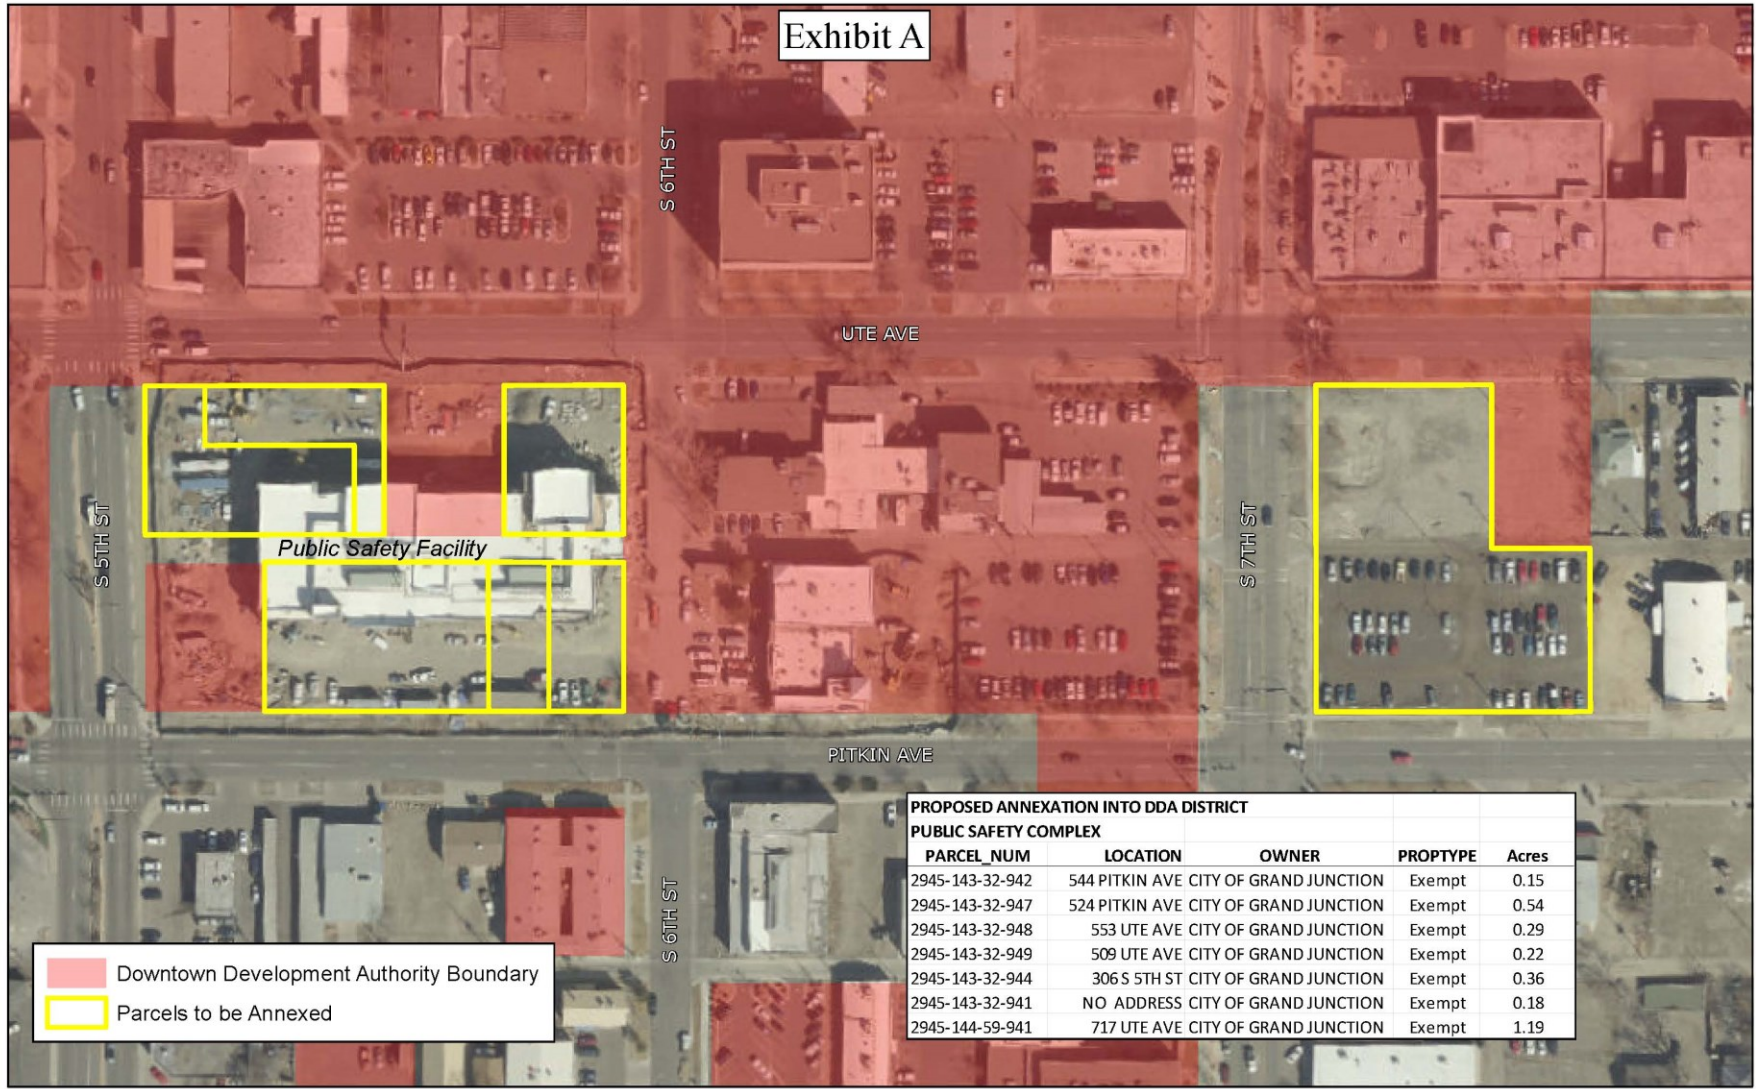 Exhibit A
S 6TH ST
UTE AVE
S 5TH ST
Public Safety Facility
S 7TH ST
PITKIN AVE
S 6TH ST
PROPOSED ANNEXATION INTO DDA DISTRICT
PUBLIC SAFETY COMPLEX
PARCEL_NUM LOCATION OWNER PROPTYPE Acres
2945-143-32-942 544 PITKIN AVE CITY OF GRAND JUNCTION Exempt 0.15
2945-143-32-947 524 PITKIN AVE CITY OF GRAND JUNCTION Exempt 0.54
2945-143-32-948 553 UTE AVE CITY OF GRAND JUNCTION Exempt 0.29
2945-143-32-949 509 UTE AVE CITY OF GRAND JUNCTION Exempt 0.22
2945-143-32-944 306 S 5TH ST CITY OF GRAND JUNCTION Exempt 0.36
2945-143-32-941 NO ADDRESS CITY OF GRAND JUNCTION Exempt 0.18
2945-144-59-941 717 UTE AVE CITY OF GRAND JUNCTION Exempt 1.19
Downtown Development Authority Boundary
Parcels to be Annexed